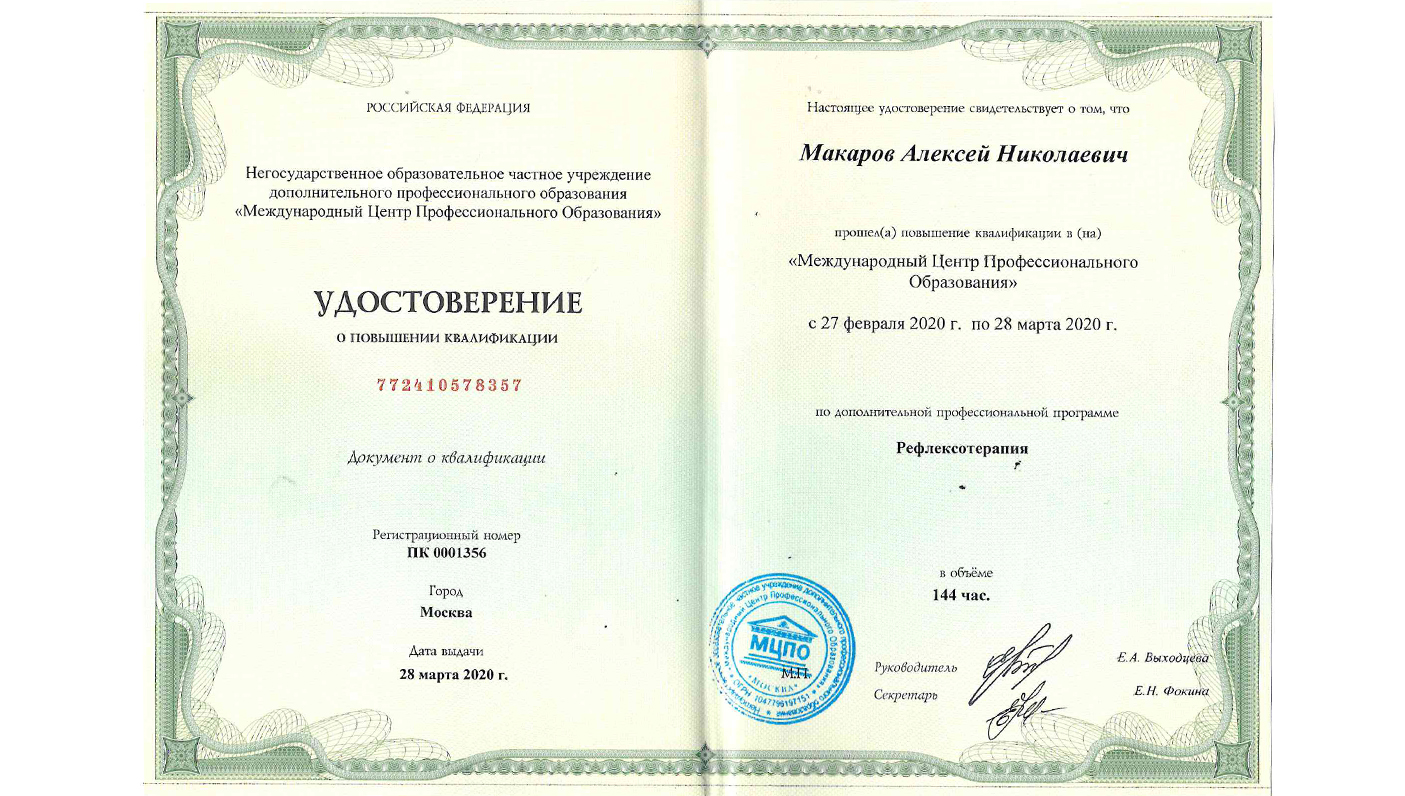 РОССИЙСКАЯ ФЕДЕРАЦИЯ
Негосударственное образовательное частное учреждение
дополнительного профессионального образования
«Международный Центр Профессионального Образования»
УДОСТОВЕРЕНИЕ
О ПОВЫШЕНИИ КВАЛИФИКАЦИИ
772410578357
Документ о квалификации
Регистрационный номер
ПК 0001356
Город
Москва
Дата выдачи
28 марта 2020 г.
Настоящее удостоверение свидетельствует о том, что
Макаров Алексей Николаевич
прошел(а) повышение квалификации в (на)
«Международный Центр Профессионального
Образования»
с 27 февраля 2020 г. по 28 марта 2020 г.
по дополнительной профессиональной программе
Рефлексотерапия
в объёме
144 час.
МЦПО
М.П.
Руководитель
Е.А. Выходцева
Секретарь
Е.Н. Фокина